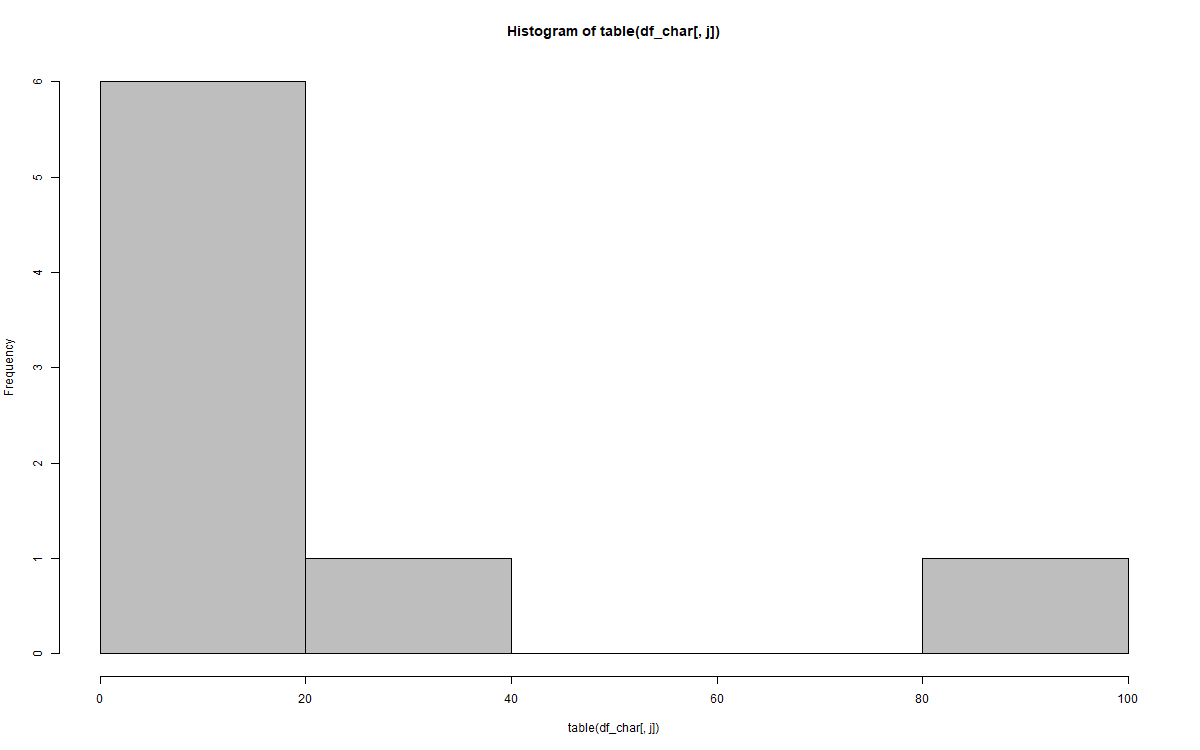 Histogram of table(df_char[, j])
6
5
4
3
2
1
0
Frequency
0 20 40 60 80 100
table(df_char[, j])